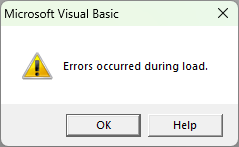 Microsoft Visual Basic
Errors occurred during load.
OK
Help